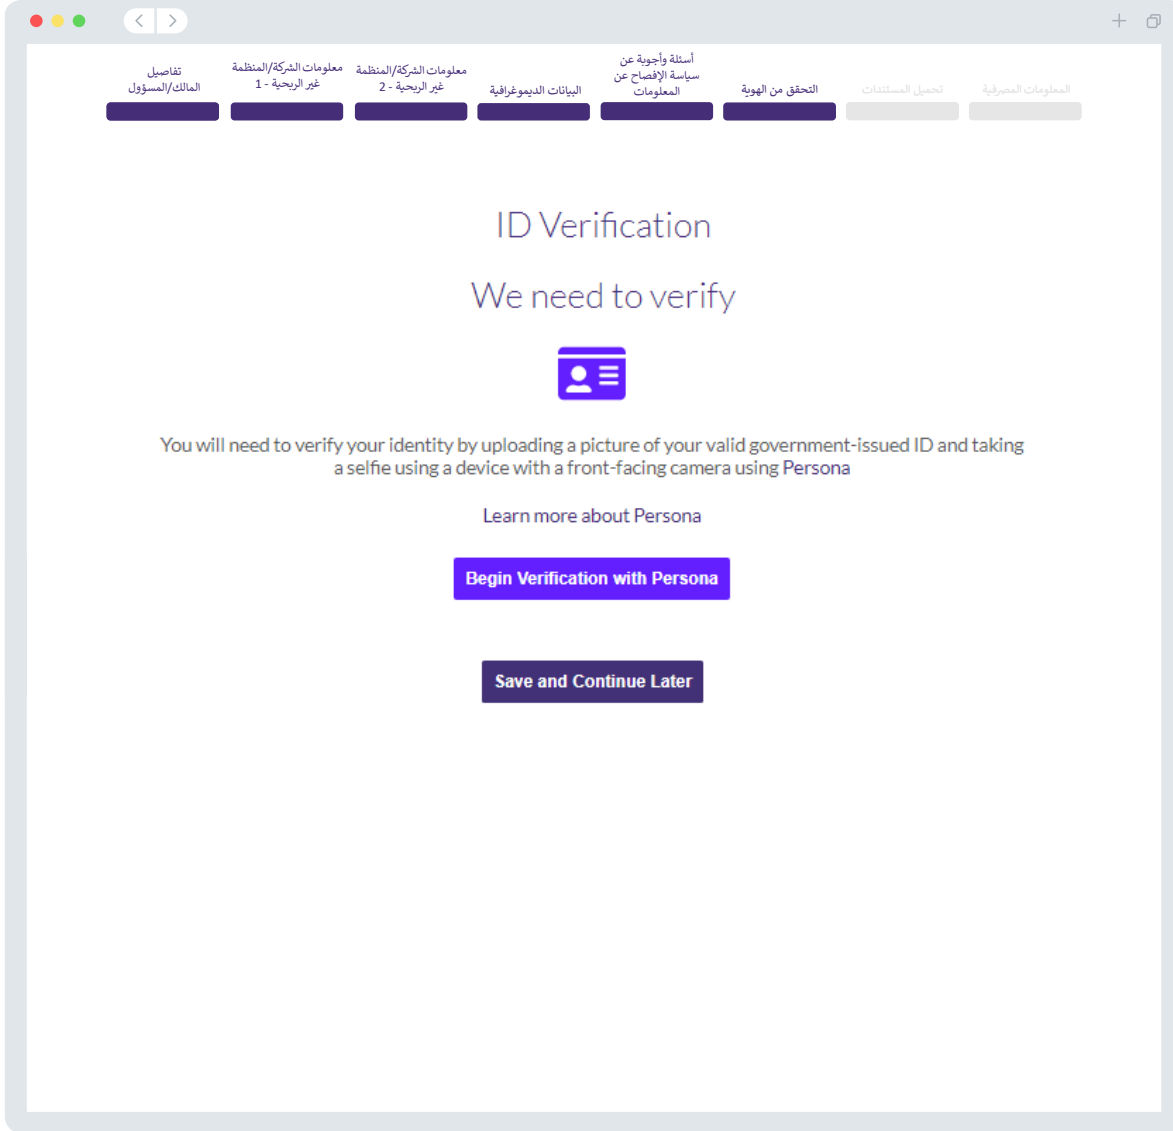 تفاصيل
المالك/المسؤول
معلومات الشركة/المنظمة
غير الربحية - 1
معلومات الشركة/المنظمة
غير الربحية - 2
البيانات الديموغرافية
أسئلة وأجوبة عن
سياسة الإفصاح عن
المعلومات
التحقق من الهوية
تحميل المستندات
المعلومات المصرفية
ID Verification
We need to verify
You will need to verify your identity by uploading a picture of your valid government-issued ID and taking
a selfie using a device with a front-facing camera using Persona
Learn more about Persona
Begin Verification with Persona
Save and Continue Later